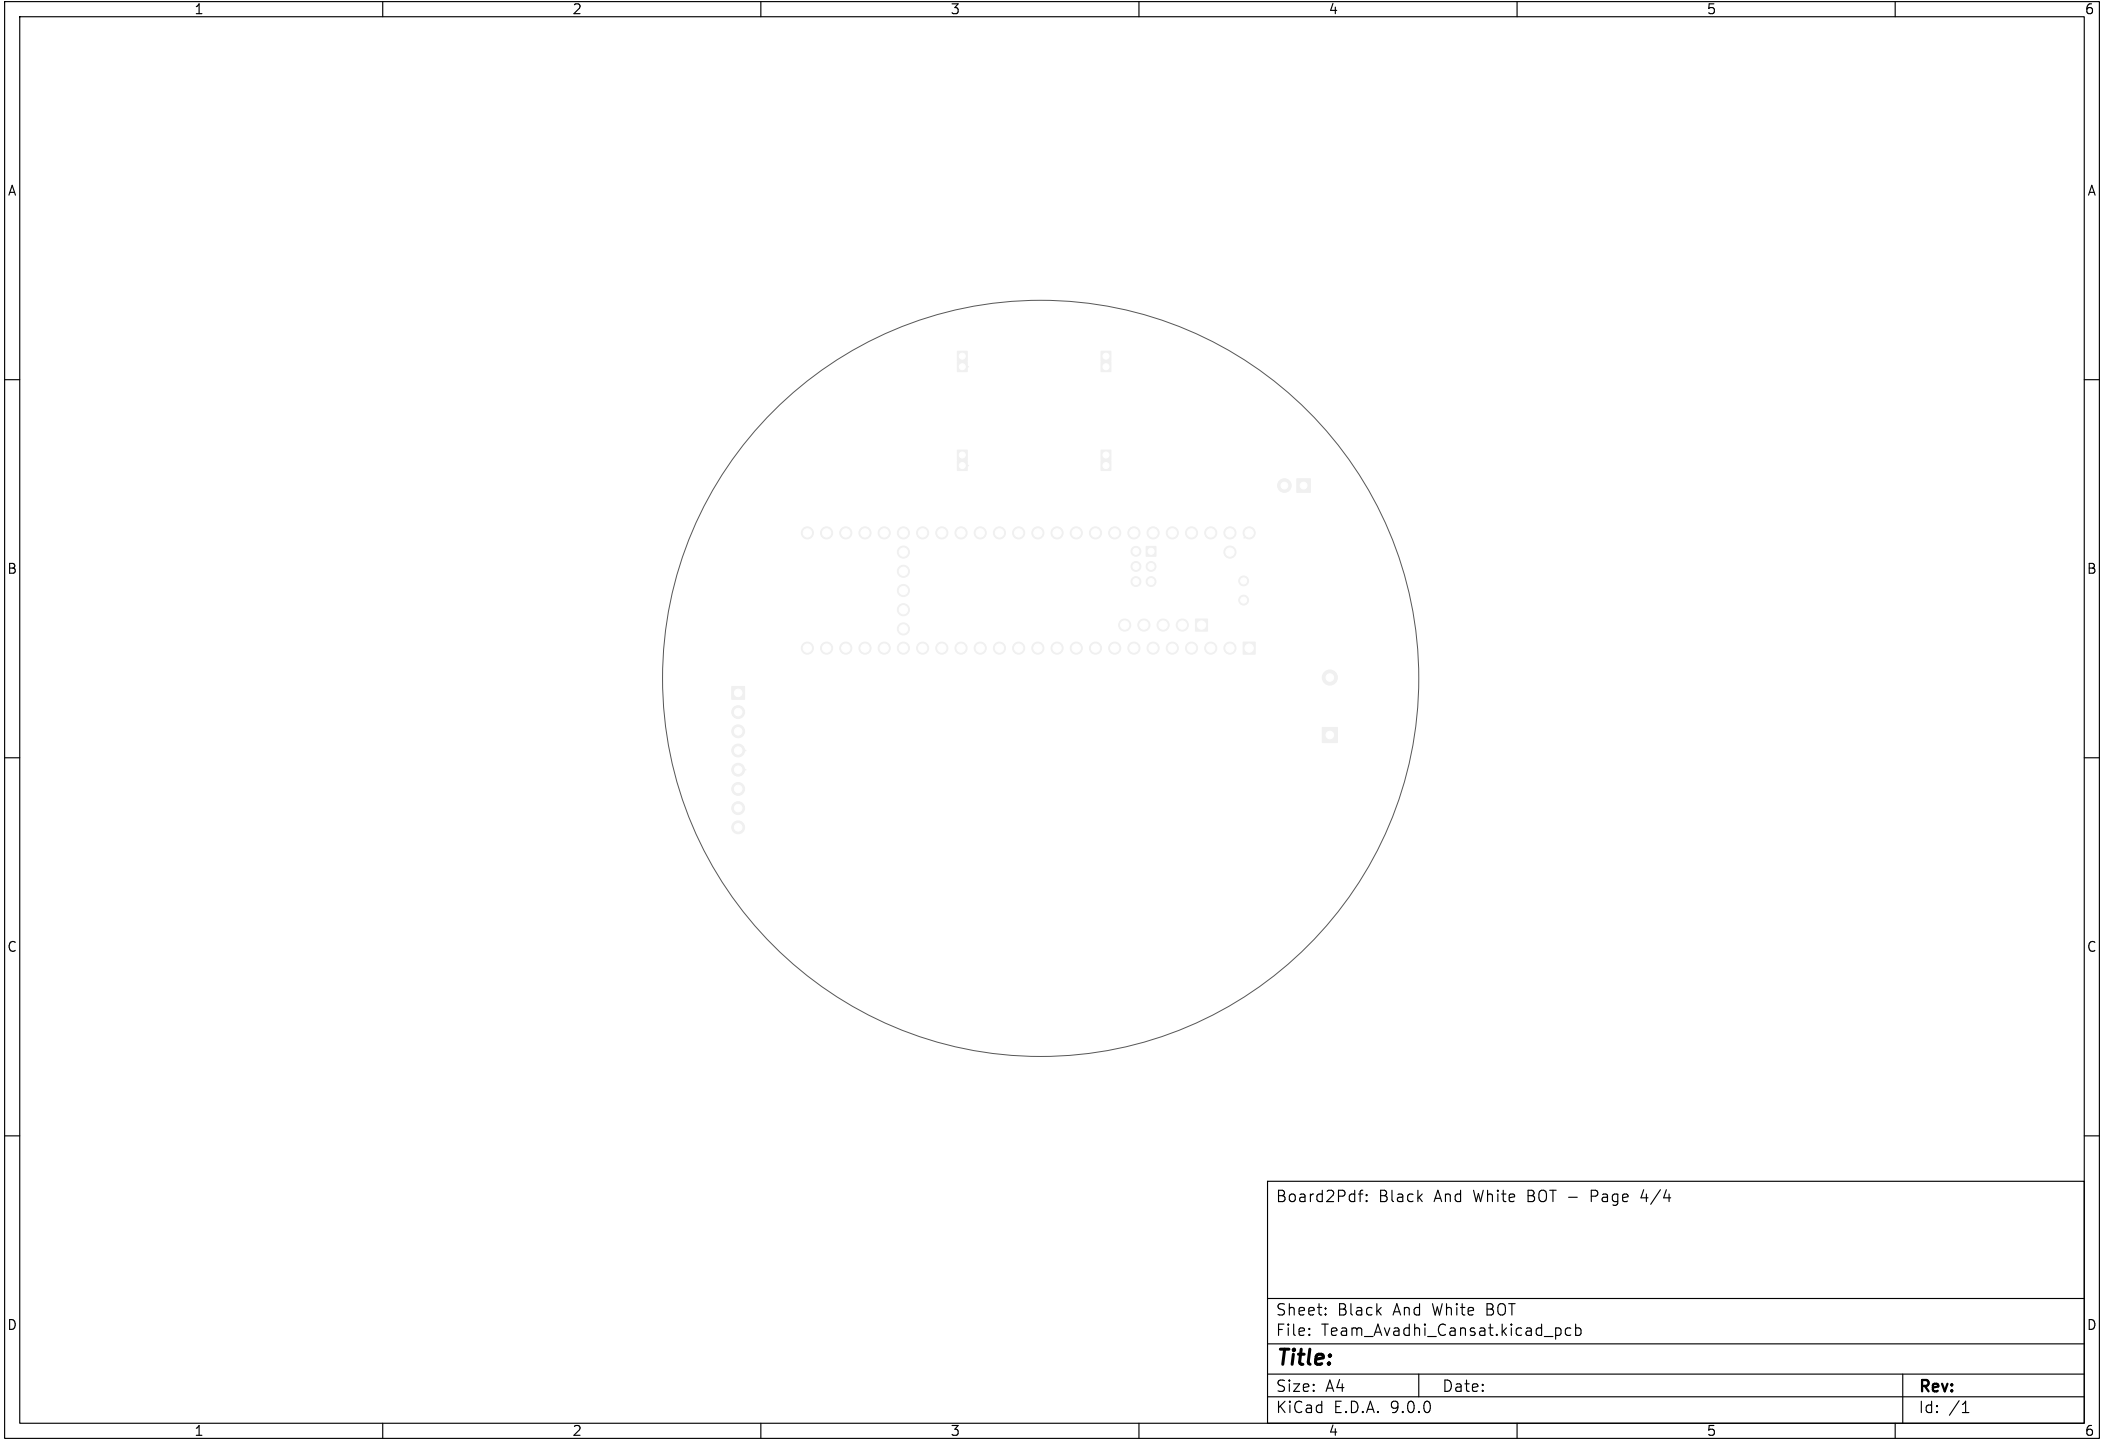 1 2 3 4 5 6
A A
B B
C C
Board2Pdf: Black And White BOT – Page 4/4
Sheet: Black And White BOT
D D
File: Team_Avadhi_Cansat.kicad_pcb
Title:
Size: A4 Date: Rev:
KiCad E.D.A. 9.0.0 Id: /1
1 2 3 4 5 6